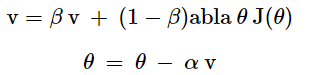 v = β v + (1 − β)abla θ J(θ)
θ = θ − α v